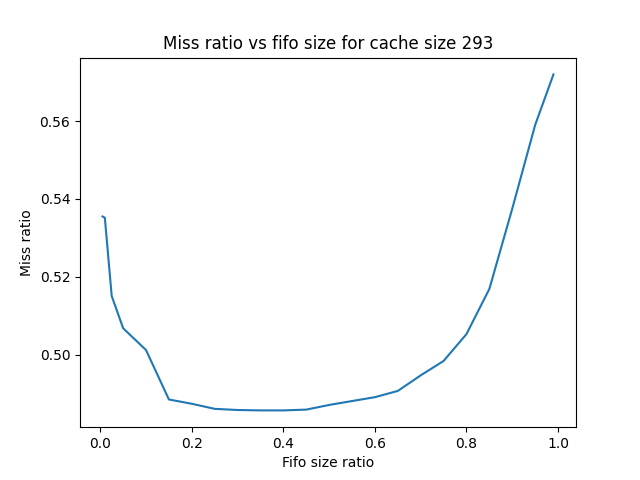 Miss ratio vs fifo size for cache size 293
0.56
0.54
0.52
0.50
Miss ratio
0.0 0.2 0.4 0.6 0.8 1.0
Fifo size ratio